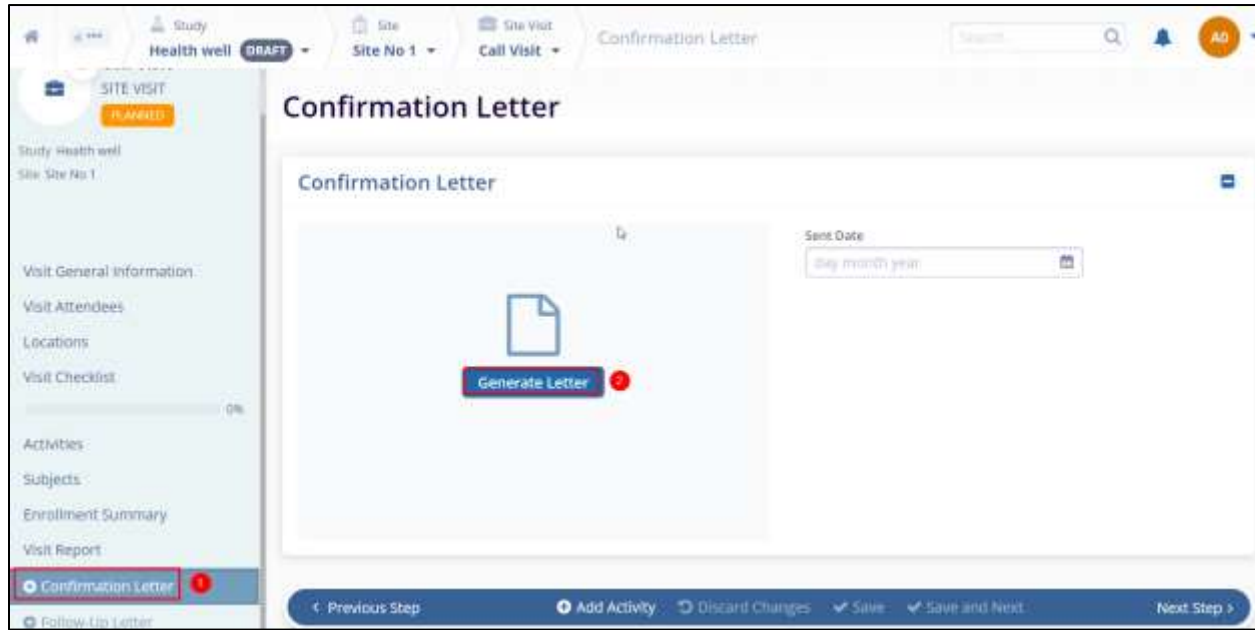 Study
Health well DRAFT
Site
Site No 1
Site Visit
Call Visit
Confirmation Letter
Search...
AD
SITE VISIT
PLANNED
Study Health well
Site Site No 1
Visit General Information
Visit Attendees
Locations
Visit Checklist
0%
Activities
Subjects
Enrollment Summary
Visit Report
Confirmation Letter 1
Follow-Up Letter
Confirmation Letter
Confirmation Letter
Sent Date
day month year
Generate Letter 2
Previous Step Add Activity Discard Changes Save Save and Next Next Step